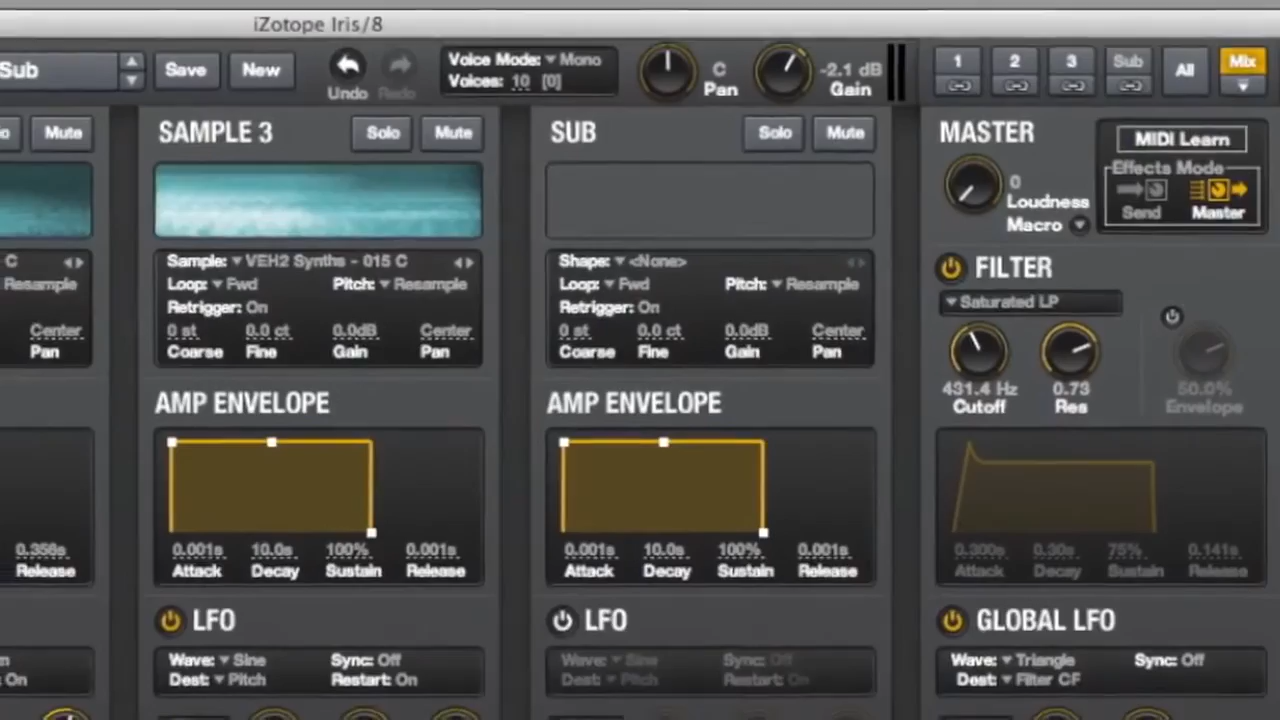 iZotope Iris/8
Sub
Save
New
Undo
Redo
Voice Mode: Mono
Voices: 10 [0]
C
Pan
-2.1 dB
Gain
1
2
3
Sub
All
Mix
Mute
SAMPLE 3
Solo
Mute
SUB
Solo
Mute
MASTER
0
Loudness
Macro
MIDI Learn
Effects Mode
Send
Master
C
Resample
Center
Pan
Sample: VEH2 Synths - 015 C
Loop: Fwd
Pitch: Resample
Retrigger: On
0 st
0.0 ct
0.0dB
Center
Coarse
Fine
Gain
Pan
Shape: <None>
Loop: Fwd
Pitch: Resample
Retrigger: On
0 st
0.0 ct
0.0dB
Center
Coarse
Fine
Gain
Pan
FILTER
Saturated LP
431.4 Hz
Cutoff
0.73
Res
50.0%
Envelope
AMP ENVELOPE
AMP ENVELOPE
0.356s
Release
0.001s
10.0s
100%
0.001s
Attack
Decay
Sustain
Release
0.001s
10.0s
100%
0.001s
Attack
Decay
Sustain
Release
0.300s
0.30s
75%
0.141s
Attack
Decay
Sustain
Release
LFO
LFO
GLOBAL LFO
On
Wave: Sine
Sync: Off
Dest: Pitch
Restart: On
Wave: Sine
Sync: Off
Dest: Pitch
Restart: On
Wave: Triangle
Sync: Off
Dest: Filter CF